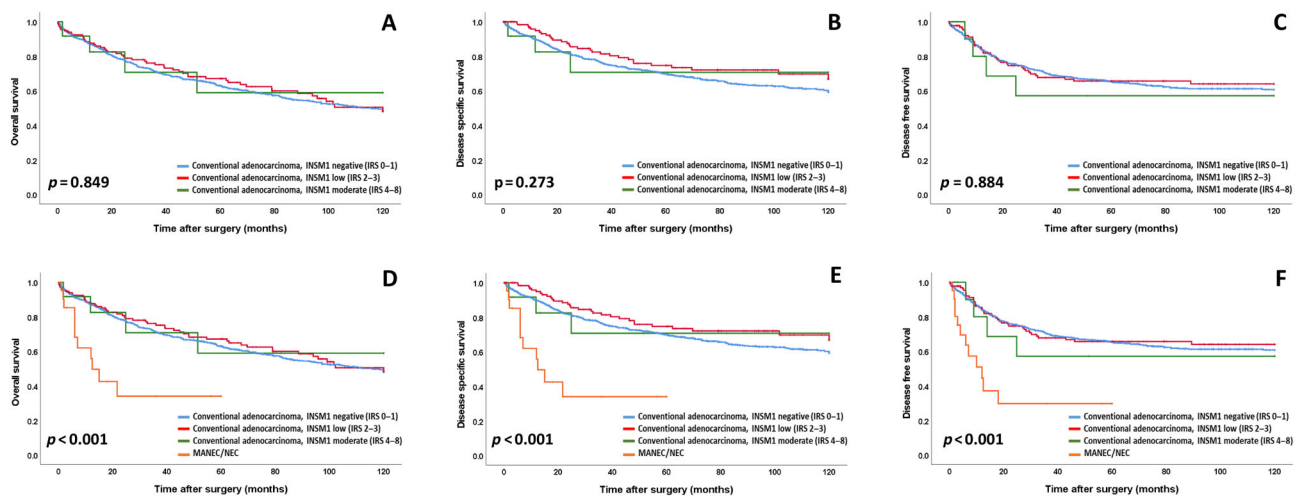 A
Overall survival
1.0
0.8
0.6
0.4
0.2
0.0
Conventional adenocarcinoma, INSM1 negative (IRS 0–1)
Conventional adenocarcinoma, INSM1 low (IRS 2–3)
Conventional adenocarcinoma, INSM1 moderate (IRS 4–8)
p = 0.849
0 20 40 60 80 100 120
Time after surgery (months)
B
Disease specific survival
1.0
0.8
0.6
0.4
0.2
0.0
Conventional adenocarcinoma, INSM1 negative (IRS 0–1)
Conventional adenocarcinoma, INSM1 low (IRS 2–3)
Conventional adenocarcinoma, INSM1 moderate (IRS 4–8)
p = 0.273
0 20 40 60 80 100 120
Time after surgery (months)
C
Disease free survival
1.0
0.8
0.6
0.4
0.2
0.0
Conventional adenocarcinoma, INSM1 negative (IRS 0–1)
Conventional adenocarcinoma, INSM1 low (IRS 2–3)
Conventional adenocarcinoma, INSM1 moderate (IRS 4–8)
p = 0.884
0 20 40 60 80 100 120
Time after surgery (months)
D
Overall survival
1.0
0.8
0.6
0.4
0.2
0.0
Conventional adenocarcinoma, INSM1 negative (IRS 0–1)
Conventional adenocarcinoma, INSM1 low (IRS 2–3)
Conventional adenocarcinoma, INSM1 moderate (IRS 4–8)
MANEC/NEC
p < 0.001
0 20 40 60 80 100 120
Time after surgery (months)
E
Disease specific survival
1.0
0.8
0.6
0.4
0.2
0.0
Conventional adenocarcinoma, INSM1 negative (IRS 0–1)
Conventional adenocarcinoma, INSM1 low (IRS 2–3)
Conventional adenocarcinoma, INSM1 moderate (IRS 4–8)
MANEC/NEC
p < 0.001
0 20 40 60 80 100 120
Time after surgery (months)
F
Disease free survival
1.0
0.8
0.6
0.4
0.2
0.0
Conventional adenocarcinoma, INSM1 negative (IRS 0–1)
Conventional adenocarcinoma, INSM1 low (IRS 2–3)
Conventional adenocarcinoma, INSM1 moderate (IRS 4–8)
MANEC/NEC
p < 0.001
0 20 40 60 80 100 120
Time after surgery (months)